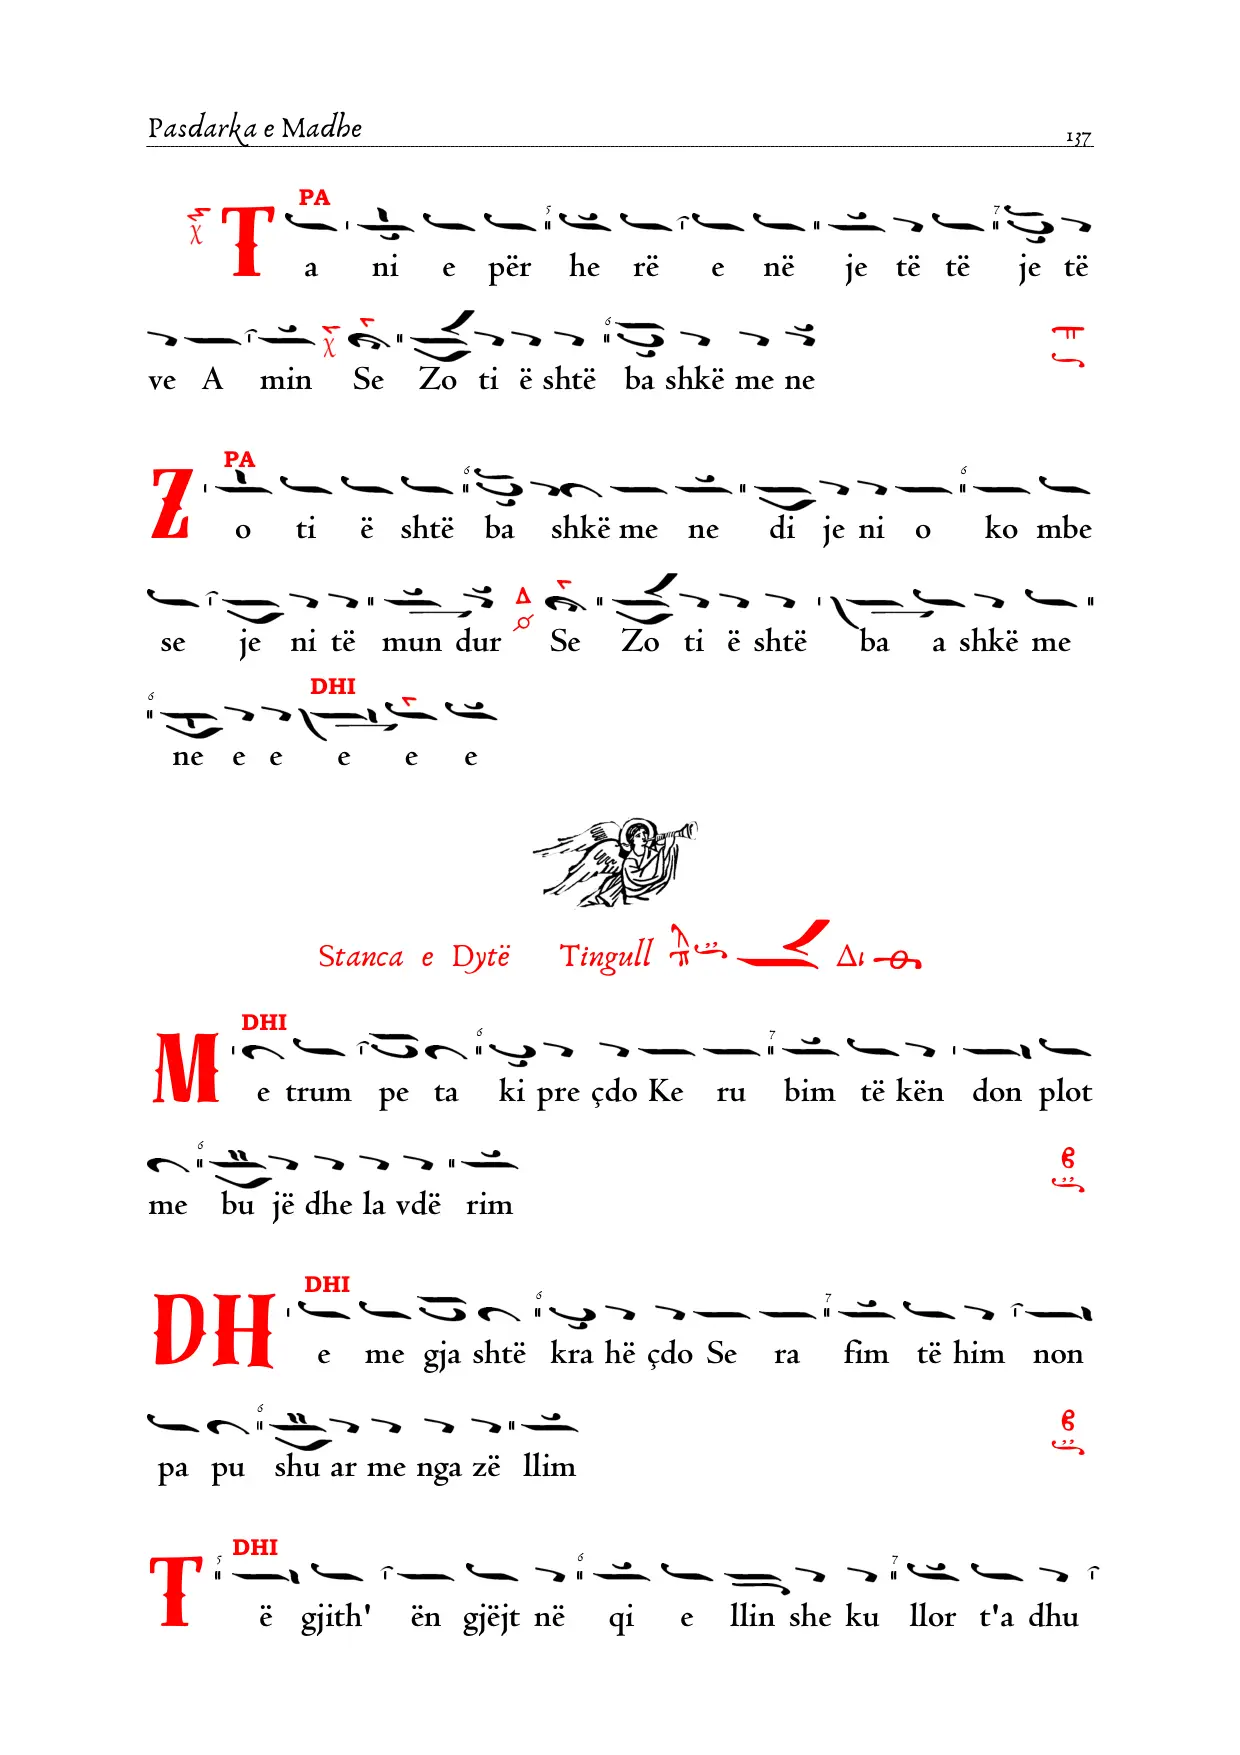 Pasdarka e Madhe 137
PA
T a ni e për he rë e në je të të je të
ve A min Se Zo ti ë shtë ba shkë me ne
PA
Z o ti ë shtë ba shkë me ne di je ni o ko mbe
se je ni të mun dur Se Zo ti ë shtë ba a shkë me
DHI
ne e e e e e
Stanca e Dytë Tingull Δι
DHI
M e trum pe ta ki pre çdo Ke ru bim të kën don plot
me bu jë dhe la vdë rim
DHI
DH e me gja shtë kra hë çdo Se ra fim të him non
pa pu shu ar me nga zë llim
DHI
T ë gjith' ën gjëjt në qi e llin she ku llor t'a dhu